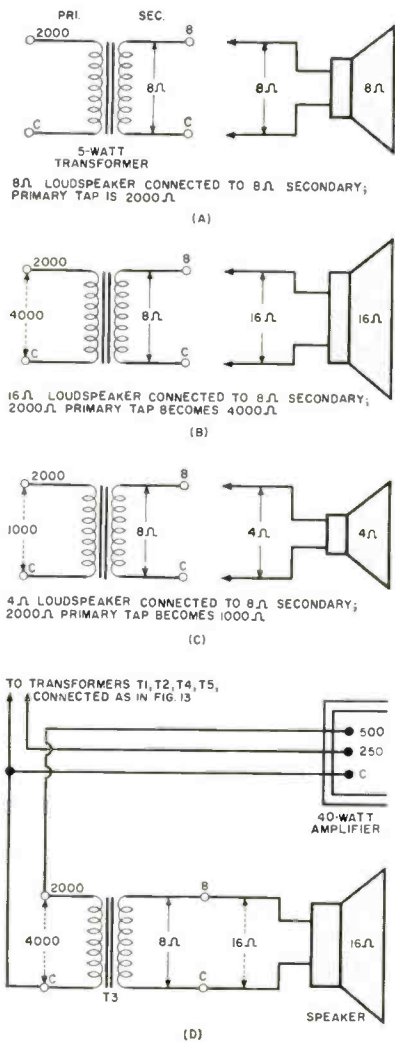 PRI. SEC.
2000 8
8Ω 8Ω 8Ω
C C
5-WATT
TRANSFORMER
8Ω LOUDSPEAKER CONNECTED TO 8Ω SECONDARY;
PRIMARY TAP IS 2000Ω
(A)
2000 8
4000 8Ω 16Ω 16Ω
C C
16Ω LOUDSPEAKER CONNECTED TO 8Ω SECONDARY;
2000Ω PRIMARY TAP BECOMES 4000Ω
(B)
2000 8
1000 8Ω 4Ω 4Ω
C C
4Ω LOUDSPEAKER CONNECTED TO 8Ω SECONDARY;
2000Ω PRIMARY TAP BECOMES 1000Ω
(C)
TO TRANSFORMERS T1, T2, T4, T5,
CONNECTED AS IN FIG. 13
500
250
C
40-WATT
AMPLIFIER
2000 8
4000 8Ω 16Ω 16Ω
C C
T3
SPEAKER
(D)